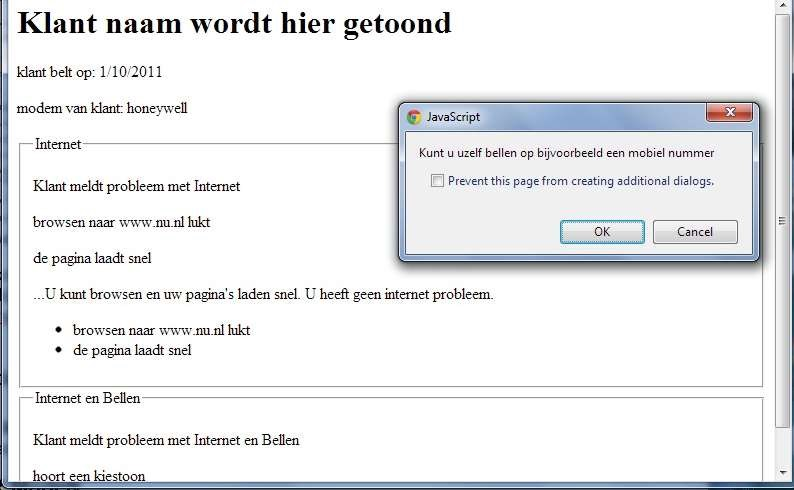 Klant naam wordt hier getoond
klant belt op: 1/10/2011
modem van klant: honeywell
Internet
Klant meldt probleem met Internet
browsen naar www.nu.nl lukt
de pagina laadt snel
...U kunt browsen en uw pagina's laden snel. U heeft geen internet probleem.
browsen naar www.nu.nl lukt
de pagina laadt snel
Internet en Bellen
Klant meldt probleem met Internet en Bellen
hoort een kiestoon
JavaScript
Kunt u uzelf bellen op bijvoorbeeld een mobiel nummer
Prevent this page from creating additional dialogs.
OK
Cancel